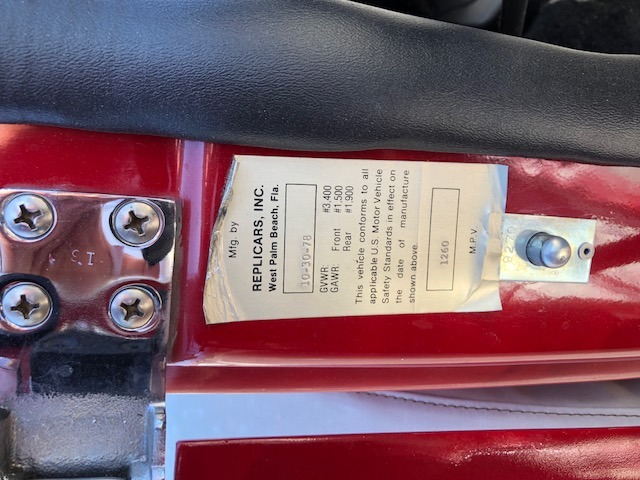 Mfg. by
REPLICARS, INC.
West Palm Beach, Fla.
10-30-78
GVWR: #3,400
GAWR: Front #1,500
Rear #1,900
This vehicle conforms to all
applicable U.S. Motor Vehicle
Safety Standards in effect on
the date of manufacture
shown above.
1260
M.P.V.